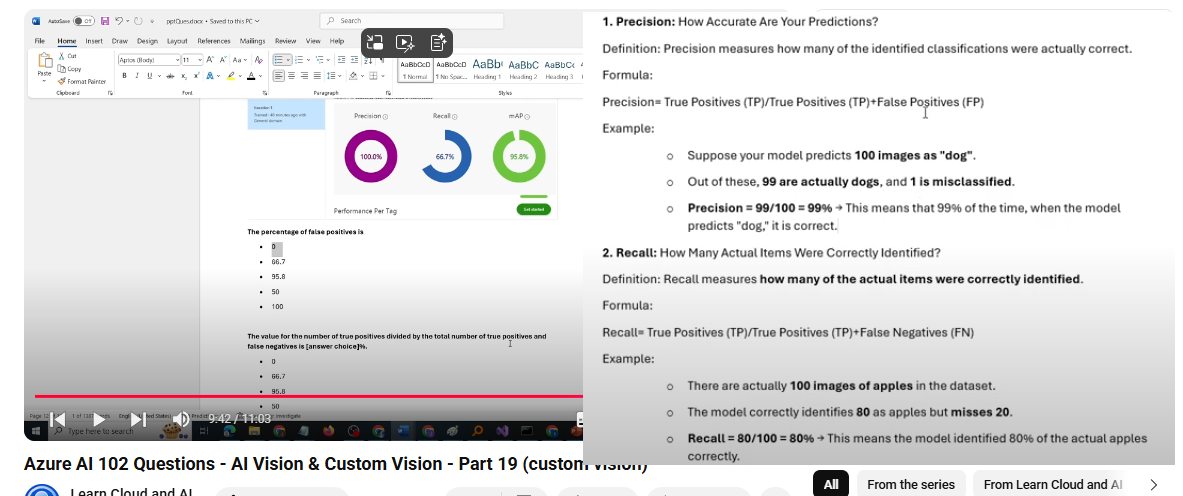 AutoSave Off pptQues.docx • Saved to this PC Search
File Home Insert Draw Design Layout References Mailings Review View Help
Paste Cut Copy Format Painter
Aptos (Body) 11
AaBbCcD AaBbCcD AaBbC AaBbC AaBbCc
Normal No Spac... Heading 1 Heading 2 Heading 3
Clipboard Font Paragraph Styles
Iteration 1
Trained : 40 minutes ago with
General domain
Precision Recall mAP
100.0% 66.7% 95.8%
Performance Per Tag Get started
The percentage of false positives is
• 0
• 66.7
• 95.8
• 50
• 100
The value for the number of true positives divided by the total number of true positives and
false negatives is [answer choice]%.
• 0
• 66.7
• 95.8
• 50
9:42 / 11:03
Type here to search
1. Precision: How Accurate Are Your Predictions?
Definition: Precision measures how many of the identified classifications were actually correct.
Formula:
Precision= True Positives (TP)/True Positives (TP)+False Positives (FP)
Example:
o Suppose your model predicts 100 images as "dog".
o Out of these, 99 are actually dogs, and 1 is misclassified.
o Precision = 99/100 = 99% → This means that 99% of the time, when the model
predicts "dog," it is correct.
2. Recall: How Many Actual Items Were Correctly Identified?
Definition: Recall measures how many of the actual items were correctly identified.
Formula:
Recall= True Positives (TP)/True Positives (TP)+False Negatives (FN)
Example:
o There are actually 100 images of apples in the dataset.
o The model correctly identifies 80 as apples but misses 20.
o Recall = 80/100 = 80% → This means the model identified 80% of the actual apples
correctly.
Azure AI 102 Questions - AI Vision & Custom Vision - Part 19 (custom vision)
Learn Cloud and AI
All From the series From Learn Cloud and AI